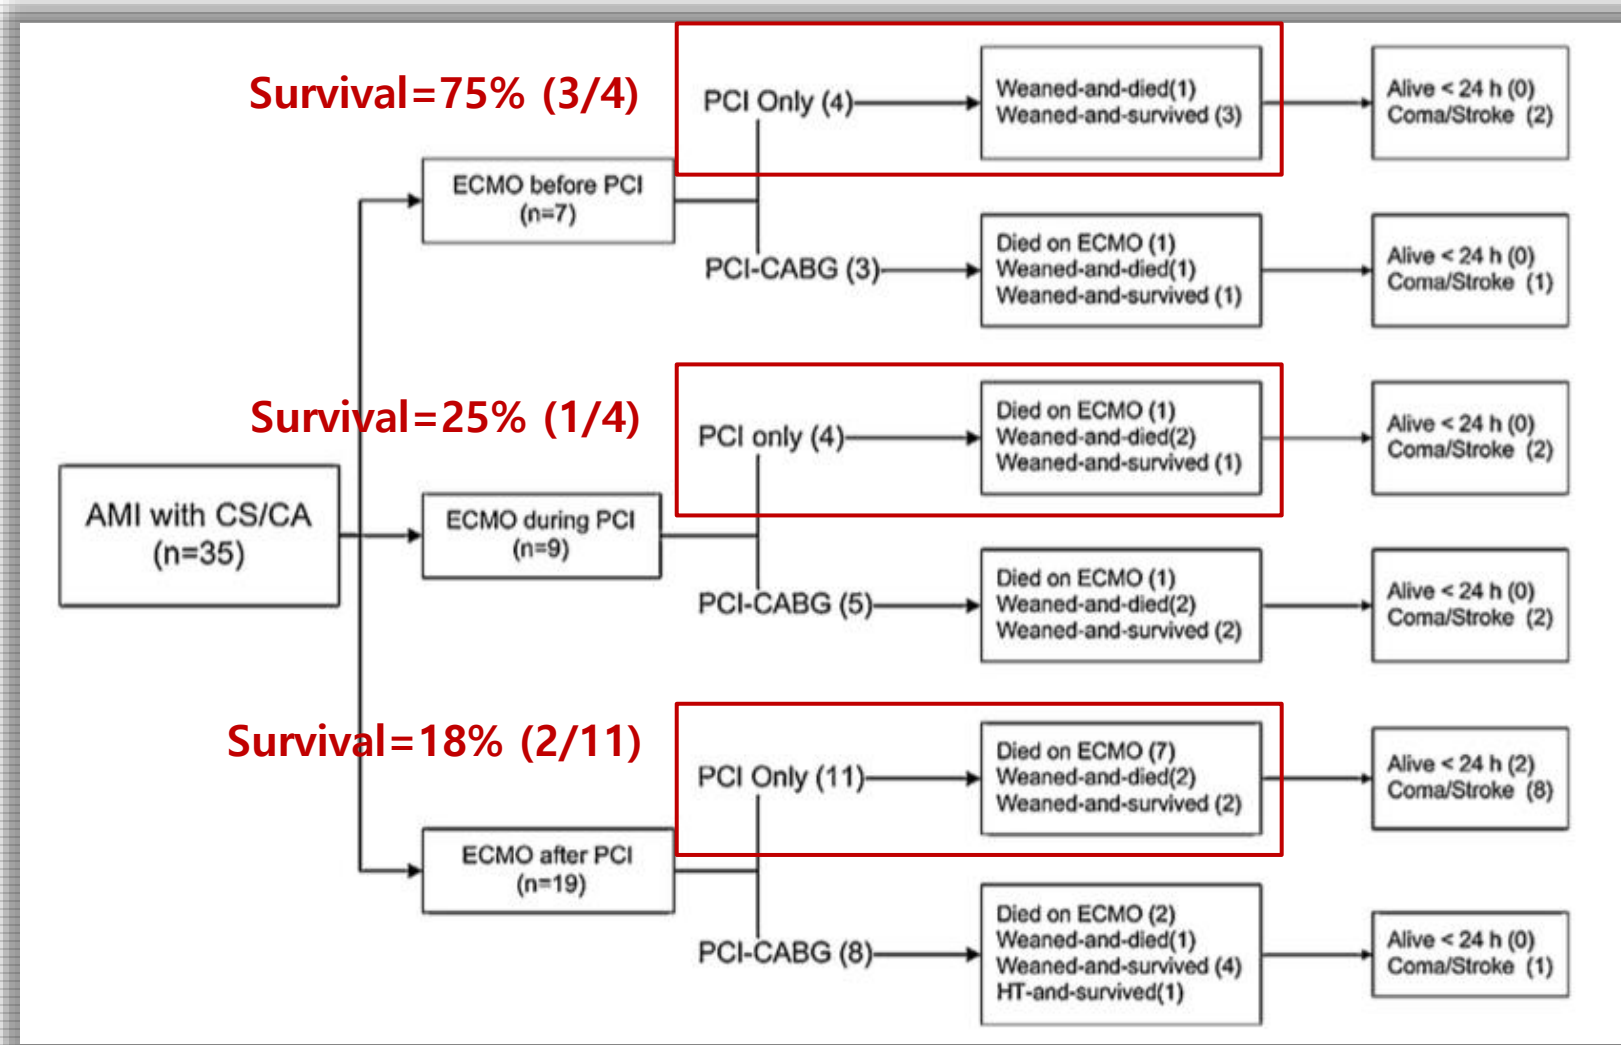 Survival=75% (3/4)
PCI Only (4)
Weaned-and-died(1)
Weaned-and-survived (3)
Alive < 24 h (0)
Coma/Stroke (2)
ECMO before PCI
(n=7)
PCI-CABG (3)
Died on ECMO (1)
Weaned-and-died(1)
Weaned-and-survived (1)
Alive < 24 h (0)
Coma/Stroke (1)
Survival=25% (1/4)
PCI only (4)
Died on ECMO (1)
Weaned-and-died(2)
Weaned-and-survived (1)
Alive < 24 h (0)
Coma/Stroke (2)
AMI with CS/CA
(n=35)
ECMO during PCI
(n=9)
PCI-CABG (5)
Died on ECMO (1)
Weaned-and-died(2)
Weaned-and-survived (2)
Alive < 24 h (0)
Coma/Stroke (2)
Survival=18% (2/11)
PCI Only (11)
Died on ECMO (7)
Weaned-and-died(2)
Weaned-and-survived (2)
Alive < 24 h (2)
Coma/Stroke (8)
ECMO after PCI
(n=19)
PCI-CABG (8)
Died on ECMO (2)
Weaned-and-died(1)
Weaned-and-survived (4)
HT-and-survived(1)
Alive < 24 h (0)
Coma/Stroke (1)